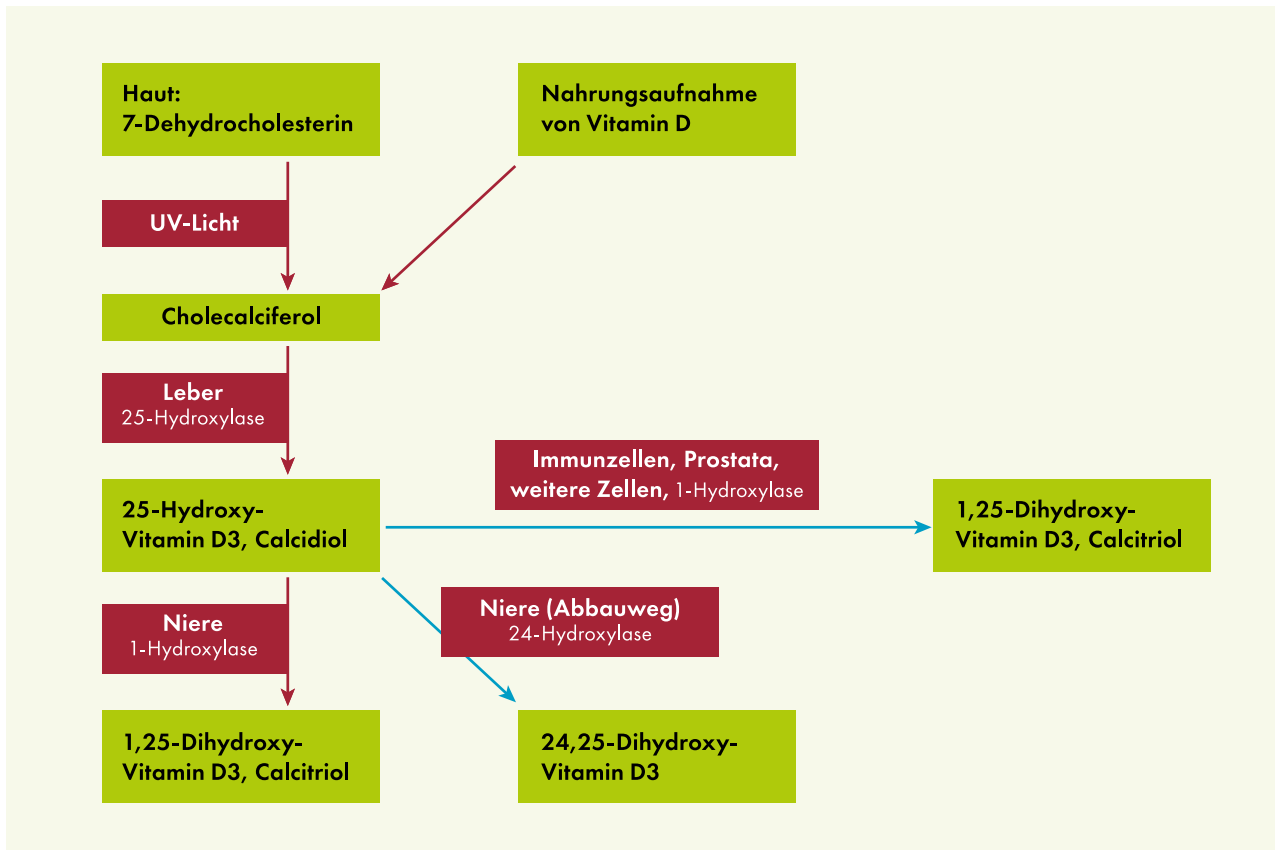 Haut:
7-Dehydrocholesterin
Nahrungsaufnahme
von Vitamin D
UV-Licht
Cholecalciferol
Leber
25-Hydroxylase
Immunzellen, Prostata,
weitere Zellen, 1-Hydroxylase
25-Hydroxy-
Vitamin D3, Calcidiol
1,25-Dihydroxy-
Vitamin D3, Calcitriol
Niere
1-Hydroxylase
Niere (Abbauweg)
24-Hydroxylase
1,25-Dihydroxy-
Vitamin D3, Calcitriol
24,25-Dihydroxy-
Vitamin D3